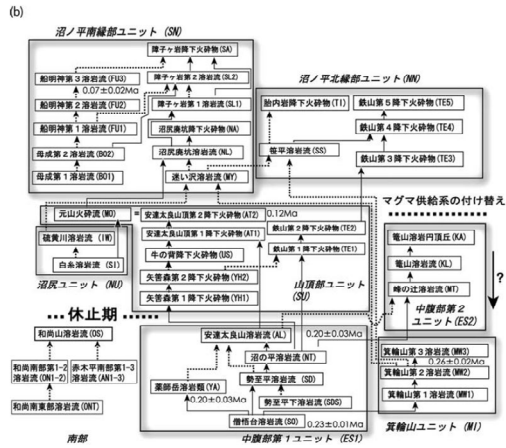 (b)
沼ノ平南縁部ユニット (SN)
障子ヶ岩降下火砕物(SA)
船明神第3溶岩流(FU3)
障子ヶ岩第2溶岩流(SL2)
0.07±0.02Ma
船明神第2溶岩流(FU2)
障子ヶ岩第1溶岩流(SL1)
船明神第1溶岩流(FU1)
沼尻廃坑降下火砕物(NA)
母成第2溶岩流(BO2)
沼尻廃坑溶岩流(NL)
母成第1溶岩流(BO1)
迷い沢溶岩流(MY)
沼ノ平北縁部ユニット (NN)
胎内岩降下火砕物(TI)
鉄山第5降下火砕物(TE5)
鉄山第4降下火砕物(TE4)
笹平溶岩流(SS)
鉄山第3降下火砕物(TE3)
元山火砕流(MO)
=
安達太良山頂第2降下火砕物(AT2)
0.12Ma
安達太良山頂第1降下火砕物(AT1)
鉄山第2降下火砕物(TE2)
牛の背降下火砕物(US)
鉄山第1降下火砕物(TE1)
矢筈森第2降下火砕物(YH2)
矢筈森第1降下火砕物(YH1)
山頂部ユニット
(SU)
硫黄川溶岩流(IW)
白糸溶岩流(SI)
沼尻ユニット (NU)
マグマ供給系の付け替え
篭山溶岩円頂丘(KA)
篭山溶岩流(KL)
峰の辻溶岩流(MT)
中腹部第2
ユニット(ES2)
?
休止期
和尚山溶岩流(OS)
和尚南部第1-2
溶岩流(ON1-2)
赤木平南部第1-3
溶岩流(AN1-3)
和尚南東部溶岩流(ONT)
南部
安達太良山溶岩流(AL)
0.20±0.03Ma
沼の平溶岩流(NT)
薬師岳溶岩類(YA)
勢至平溶岩流(SD)
0.20±0.03Ma
勢至平下溶岩流(SDG)
僧悟台溶岩流(SO)
0.23±0.01Ma
中腹部第1ユニット(ES1)
箕輪山第3溶岩流(MW3)
0.26±0.02Ma
箕輪山第2溶岩流(MW2)
箕輪山第1溶岩流(MW1)
箕輪山ユニット (MI)